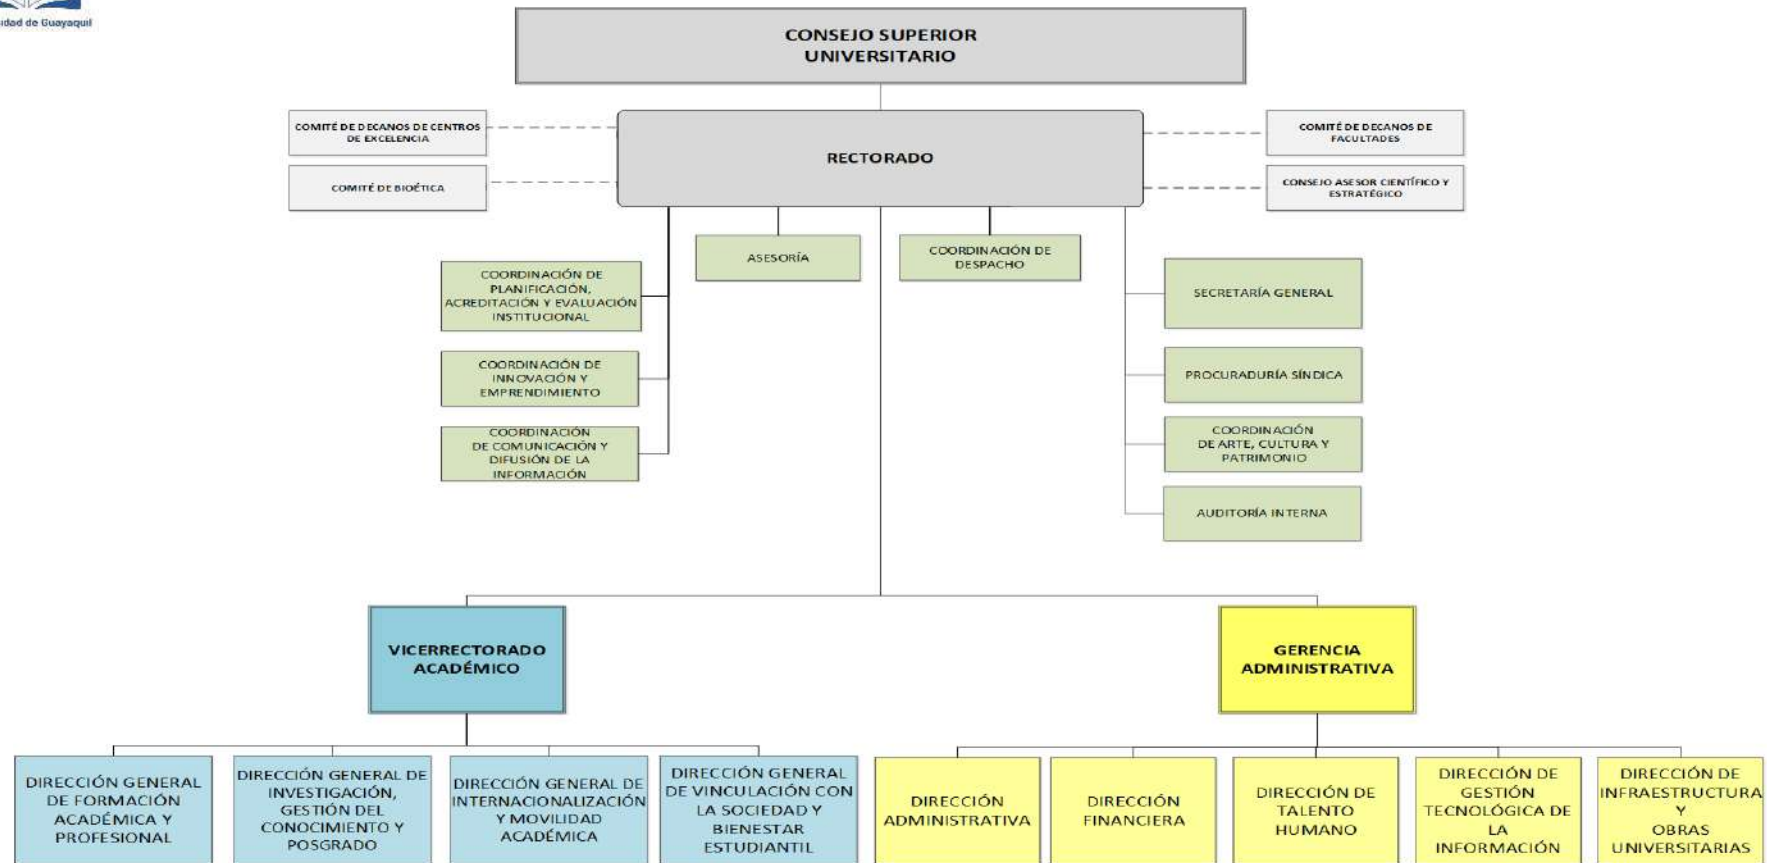 de Guayaquil
CONSEJO SUPERIOR
UNIVERSITARIO
COMITÉ DE DECANOS DE CENTROS
DE EXCELENCIA
COMITÉ DE BIOÉTICA
RECTORADO
COMITÉ DE DECANOS DE
FACULTADES
CONSEJO ASESOR CIENTÍFICO Y
ESTRATÉGICO
ASESORÍA
COORDINACIÓN DE
DESPACHO
COORDINACIÓN DE
PLANIFICACIÓN,
ACREDITACIÓN Y EVALUACIÓN
INSTITUCIONAL
COORDINACIÓN DE
INNOVACIÓN Y
EMPRENDIMIENTO
COORDINACIÓN
DE COMUNICACIÓN Y
DIFUSIÓN DE LA
INFORMACIÓN
SECRETARÍA GENERAL
PROCURADURÍA SÍNDICA
COORDINACIÓN
DE ARTE, CULTURA Y
PATRIMONIO
AUDITORÍA INTERNA
VICERRECTORADO
ACADÉMICO
GERENCIA
ADMINISTRATIVA
DIRECCIÓN GENERAL
DE FORMACIÓN
ACADÉMICA Y
PROFESIONAL
DIRECCIÓN GENERAL DE
INVESTIGACIÓN,
GESTIÓN DEL
CONOCIMIENTO Y
POSGRADO
DIRECCIÓN GENERAL DE
INTERNACIONALIZACIÓN
Y MOVILIDAD
ACADÉMICA
DIRECCIÓN GENERAL
DE VINCULACIÓN CON
LA SOCIEDAD Y
BIENESTAR
ESTUDIANTIL
DIRECCIÓN
ADMINISTRATIVA
DIRECCIÓN
FINANCIERA
DIRECCIÓN DE
TALENTO
HUMANO
DIRECCIÓN DE
GESTIÓN
TECNOLÓGICA DE
LA
INFORMACIÓN
DIRECCIÓN DE
INFRAESTRUCTURA
Y
OBRAS
UNIVERSITARIAS